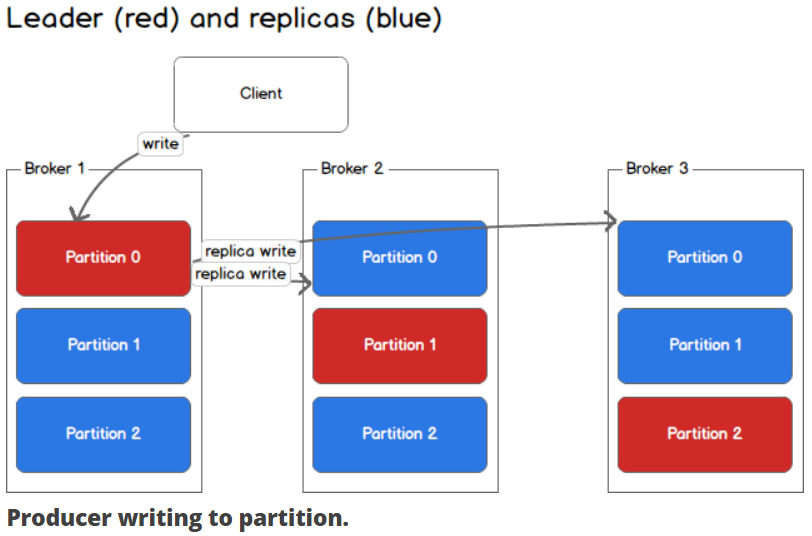 Leader (red) and replicas (blue)
Client
write
Broker 1
Broker 2
Broker 3
Partition 0
replica write
replica write
Partition 0
Partition 0
Partition 1
Partition 1
Partition 1
Partition 2
Partition 2
Partition 2
Producer writing to partition.